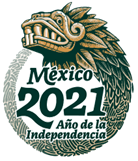 México
2021
Año de la
Independencia